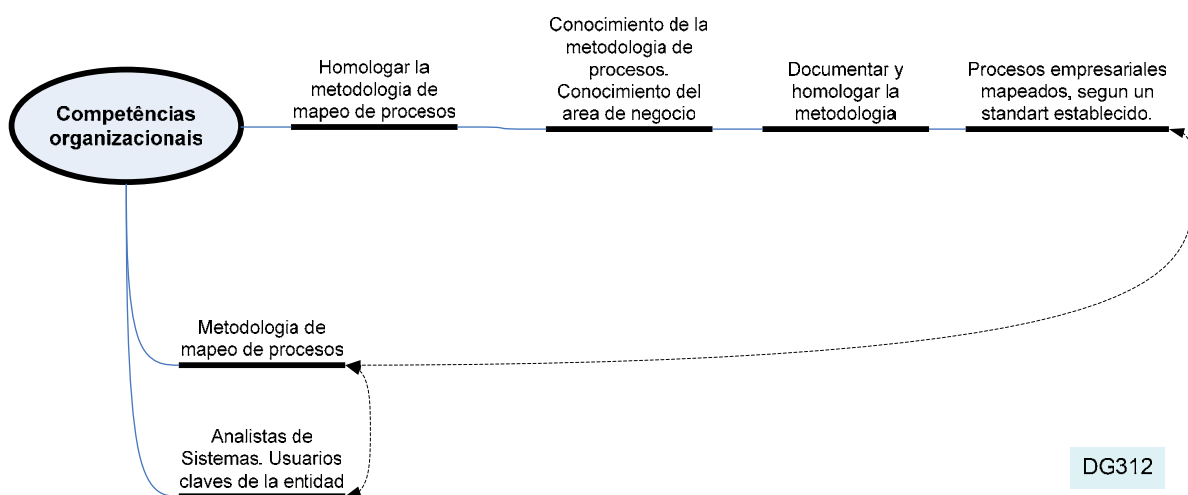 Competências
organizacionais
Homologar la
metodologia de
mapeo de procesos
Conocimiento de la
metodologia de
procesos.
Conocimiento del
area de negocio
Documentar y
homologar la
metodologia
Procesos empresariales
mapeados, segun un
standart establecido.
Metodologia de
mapeo de procesos
Analistas de
Sistemas. Usuarios
claves de la entidad
DG312